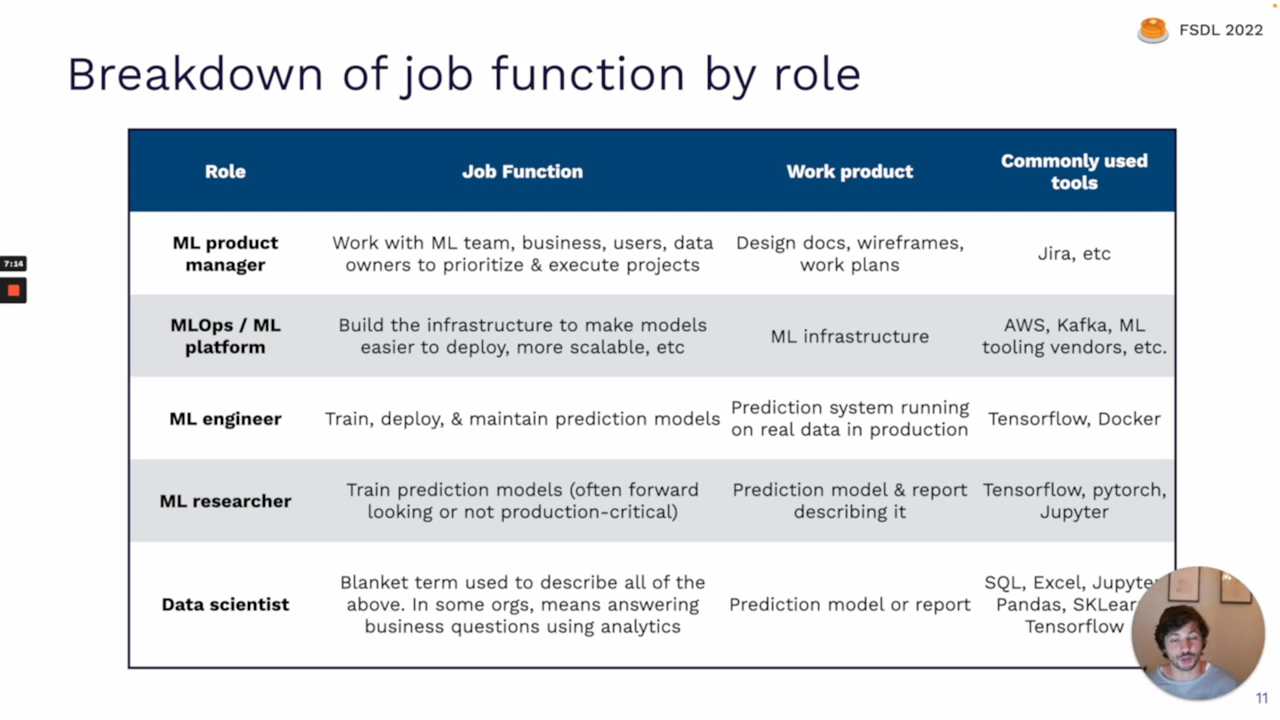 FSDL 2022
Breakdown of job function by role
Role
Job Function
Work product
Commonly used
tools
ML product
manager
Work with ML team, business, users, data
owners to prioritize & execute projects
Design docs, wireframes,
work plans
Jira, etc
MLOps / ML
platform
Build the infrastructure to make models
easier to deploy, more scalable, etc
ML infrastructure
AWS, Kafka, ML
tooling vendors, etc.
ML engineer
Train, deploy, & maintain prediction models
Prediction system running
on real data in production
Tensorflow, Docker
ML researcher
Train prediction models (often forward
looking or not production-critical)
Prediction model & report
describing it
Tensorflow, pytorch,
Jupyter
Data scientist
Blanket term used to describe all of the
above. In some orgs, means answering
business questions using analytics
Prediction model or report
SQL, Excel, Jupyte
Pandas, SKLear
Tensorflow
7:14
11